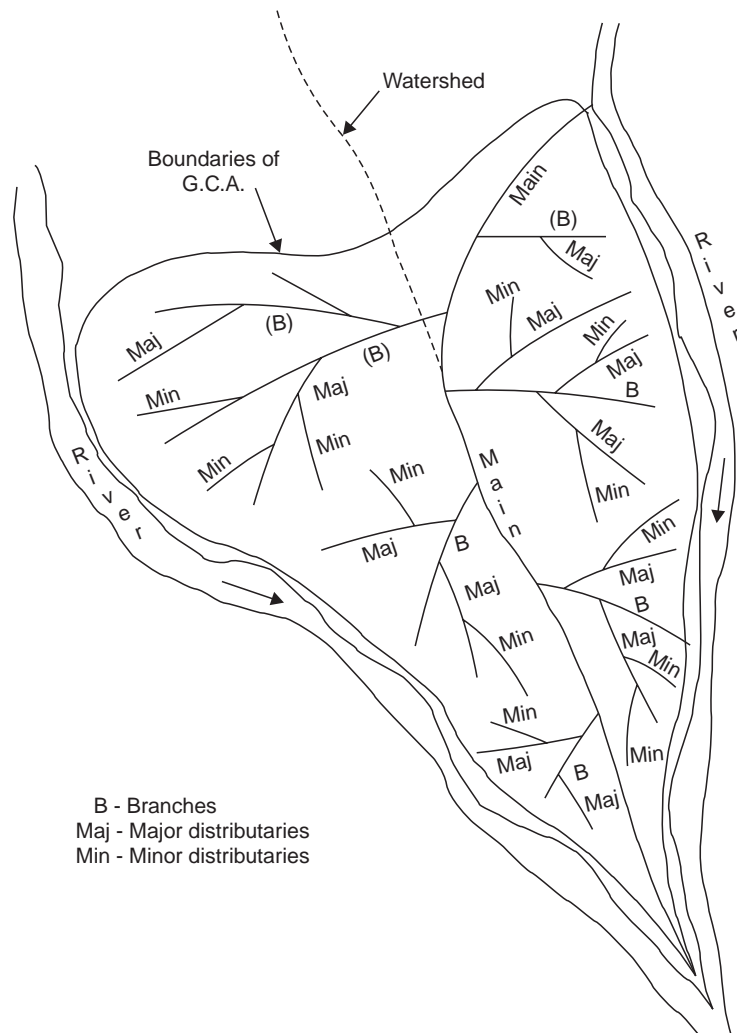 Watershed
Boundaries of
G.C.A.
Main
(B)
Maj
River
Min
Maj
Min
Maj
B
Maj
Min
(B)
(B)
Maj
Min
Maj
Min
Min
River
Min
Maj
B
Maj
Min
Main
Min
Maj
B
Maj
Min
Min
Min
Maj
B
Maj
B - Branches
Maj - Major distributaries
Min - Minor distributaries